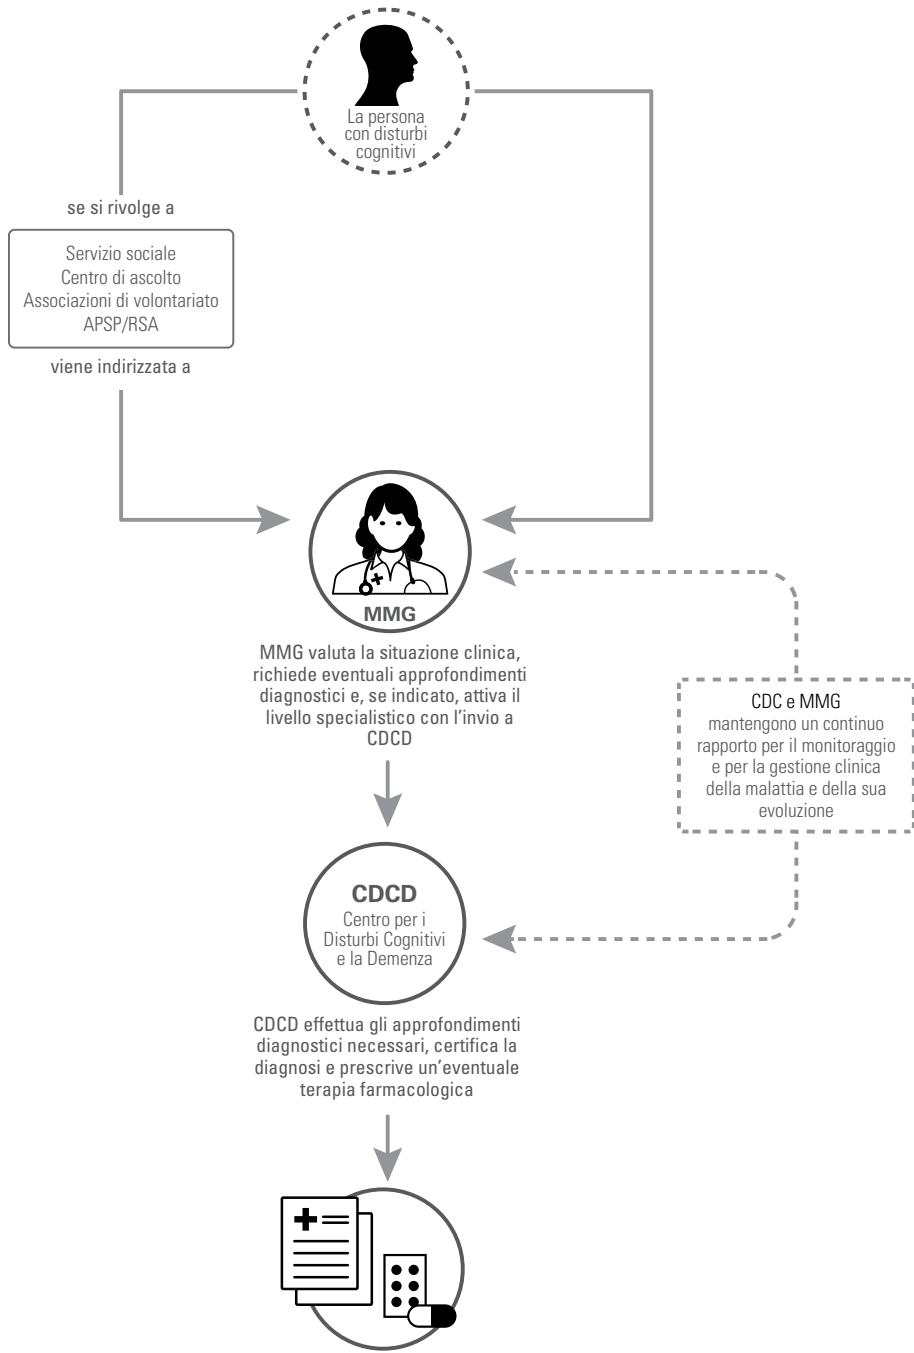 La persona
con disturbi
cognitivi
se si rivolge a
Servizio sociale
Centro di ascolto
Associazioni di volontariato
APSP/RSA
viene indirizzata a
MMG
MMG valuta la situazione clinica,
richiede eventuali approfondimenti
diagnostici e, se indicato, attiva il
livello specialistico con l’invio a
CDCD
CDC e MMG
mantengono un continuo
rapporto per il monitoraggio
e per la gestione clinica
della malattia e della sua
evoluzione
CDCD
Centro per i
Disturbi Cognitivi
e la Demenza
CDCD effettua gli approfondimenti
diagnostici necessari, certifica la
diagnosi e prescrive un’eventuale
terapia farmacologica